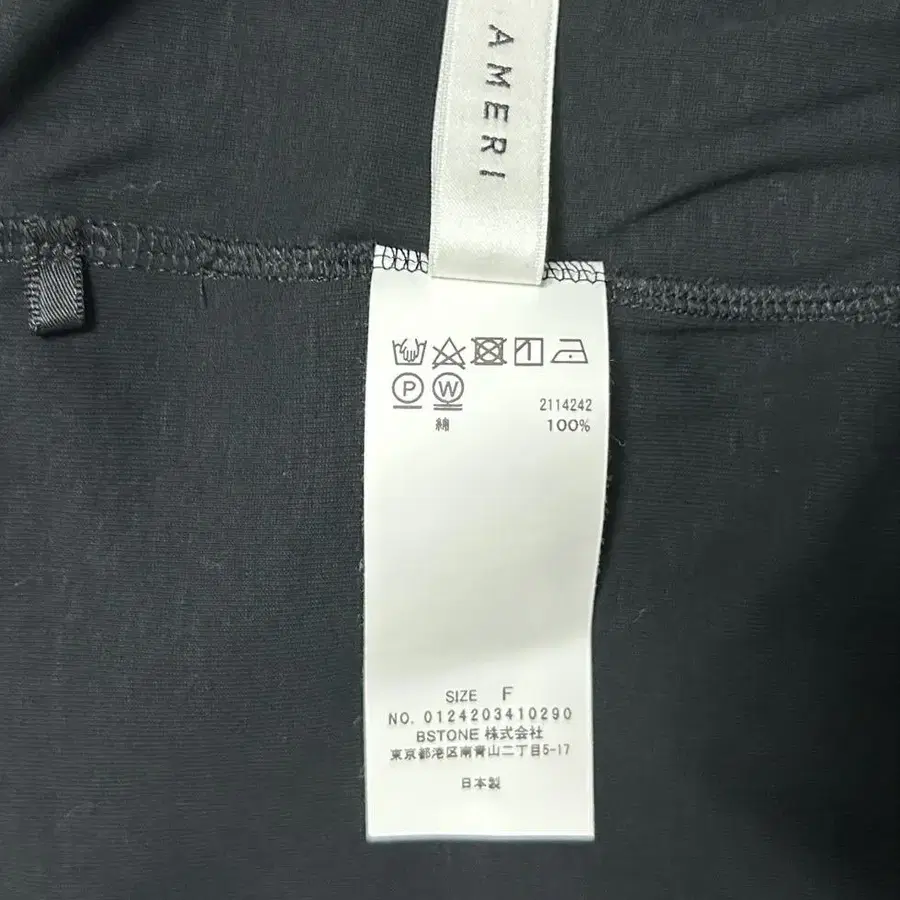 AMERI
P W
2114242
綿 100%
SIZE F
NO. 0124203410290
BSTONE 株式会社
東京都港区南青山二丁目5-17
日本製